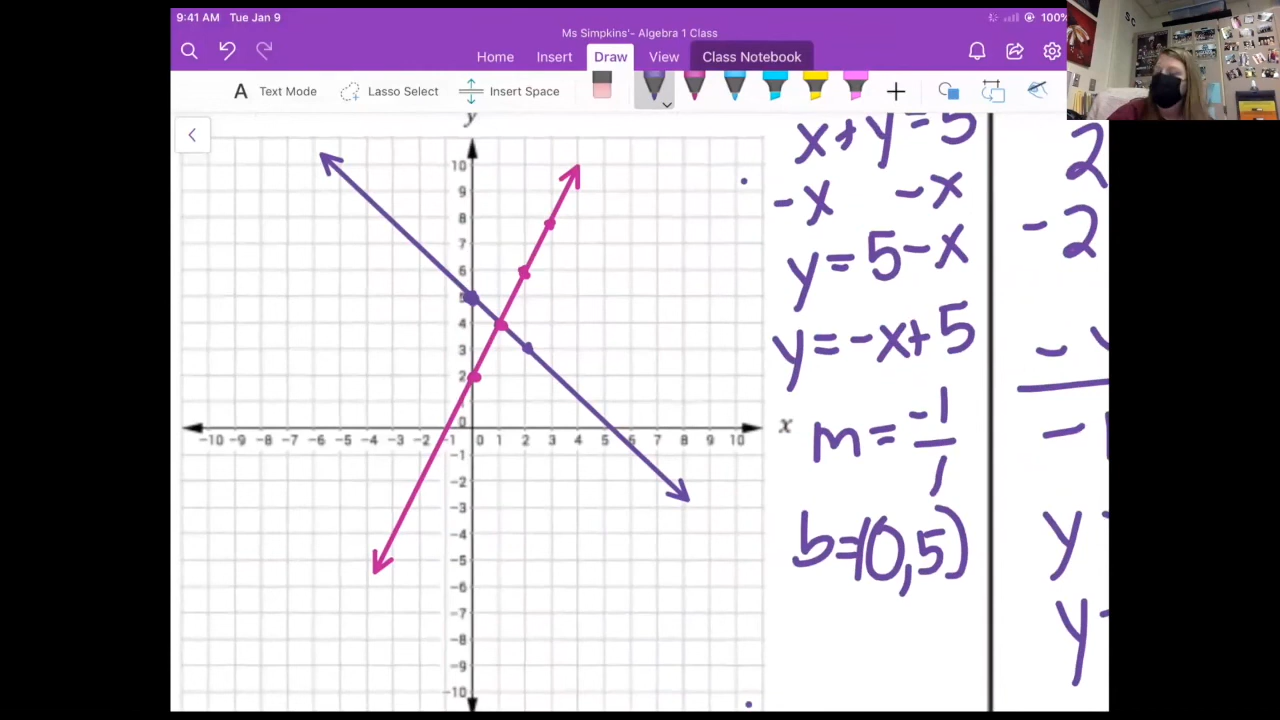 9:41 AM Tue Jan 9
100%
Ms Simpkins'- Algebra 1 Class
Home Insert Draw View Class Notebook
A Text Mode Lasso Select Insert Space
y
10
9
8
7
6
5
4
3
2
1
0
-10 -9 -8 -7 -6 -5 -4 -3 -2 -1 0 1 2 3 4 5 6 7 8 9 10 x
-1
-2
-3
-4
-5
-6
-7
-8
-9
-10
x+y=5
-x -x
y=5-x
y=-x+5
m=-1/1
b=(0,5)
2
-2
-y
-1
y
y-